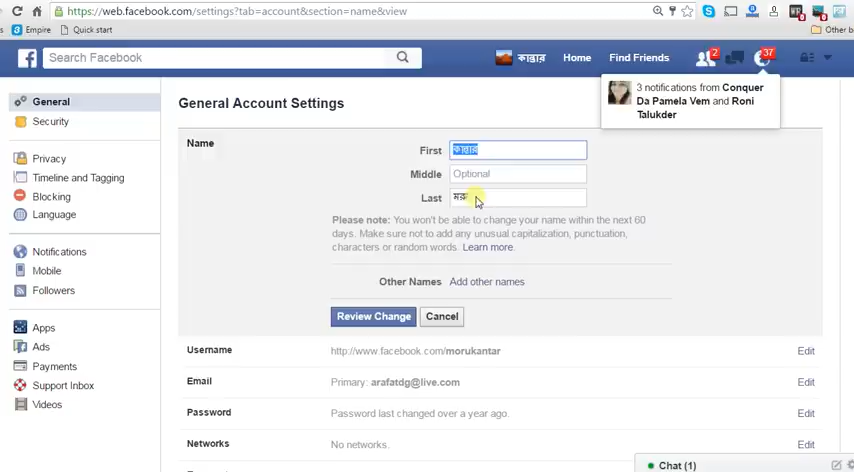 https://web.facebook.com/settings?tab=account&section=name&view
Empire Quick start Other bo
Search Facebook কান্তার Home Find Friends 2 37
3 notifications from Conquer
Da Pamela Vem and Roni
Talukder
General
Security
Privacy
Timeline and Tagging
Blocking
Language
Notifications
Mobile
Followers
Apps
Ads
Payments
Support Inbox
Videos
General Account Settings
Name
First কান্তার
Middle Optional
Last মরু
Please note: You won't be able to change your name within the next 60
days. Make sure not to add any unusual capitalization, punctuation,
characters or random words. Learn more.
Other Names Add other names
Review Change Cancel
Username http://www.facebook.com/morukantar Edit
Email Primary: arafatdg@live.com Edit
Password Password last changed over a year ago. Edit
Networks No networks. Edit
Chat (1)